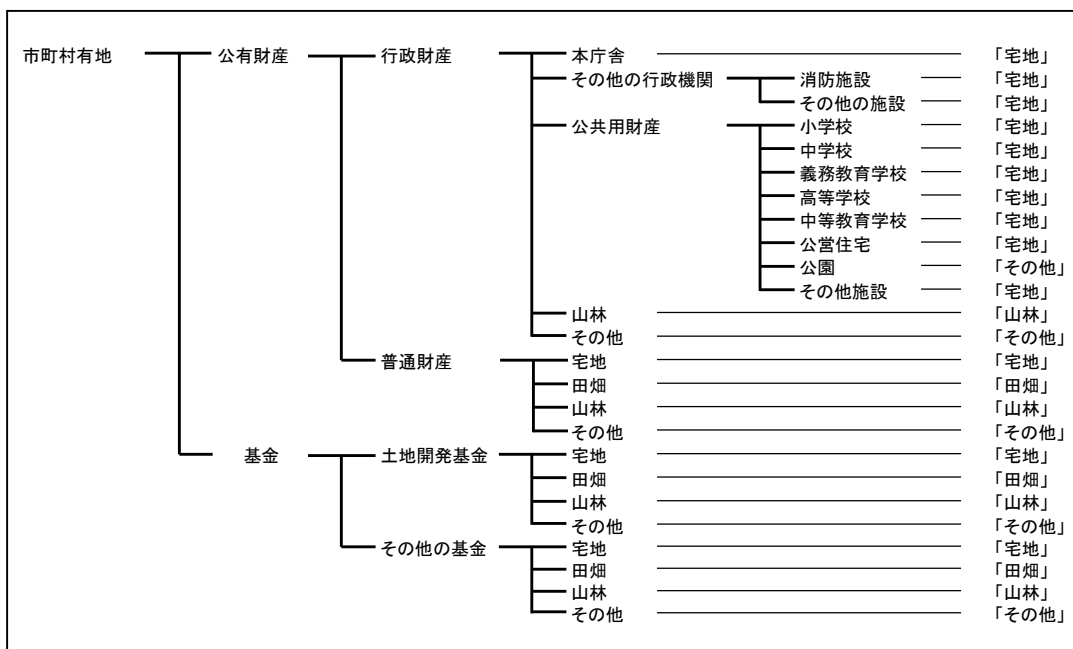 市町村有地 公有財産 行政財産 本庁舎 「宅地」
その他の行政機関 消防施設 「宅地」
その他の施設 「宅地」
公共用財産 小学校 「宅地」
中学校 「宅地」
義務教育学校 「宅地」
高等学校 「宅地」
中等教育学校 「宅地」
公営住宅 「宅地」
公園 「その他」
その他施設 「宅地」
山林 「山林」
その他 「その他」
普通財産 宅地 「宅地」
田畑 「田畑」
山林 「山林」
その他 「その他」
基金 土地開発基金 宅地 「宅地」
田畑 「田畑」
山林 「山林」
その他 「その他」
その他の基金 宅地 「宅地」
田畑 「田畑」
山林 「山林」
その他 「その他」